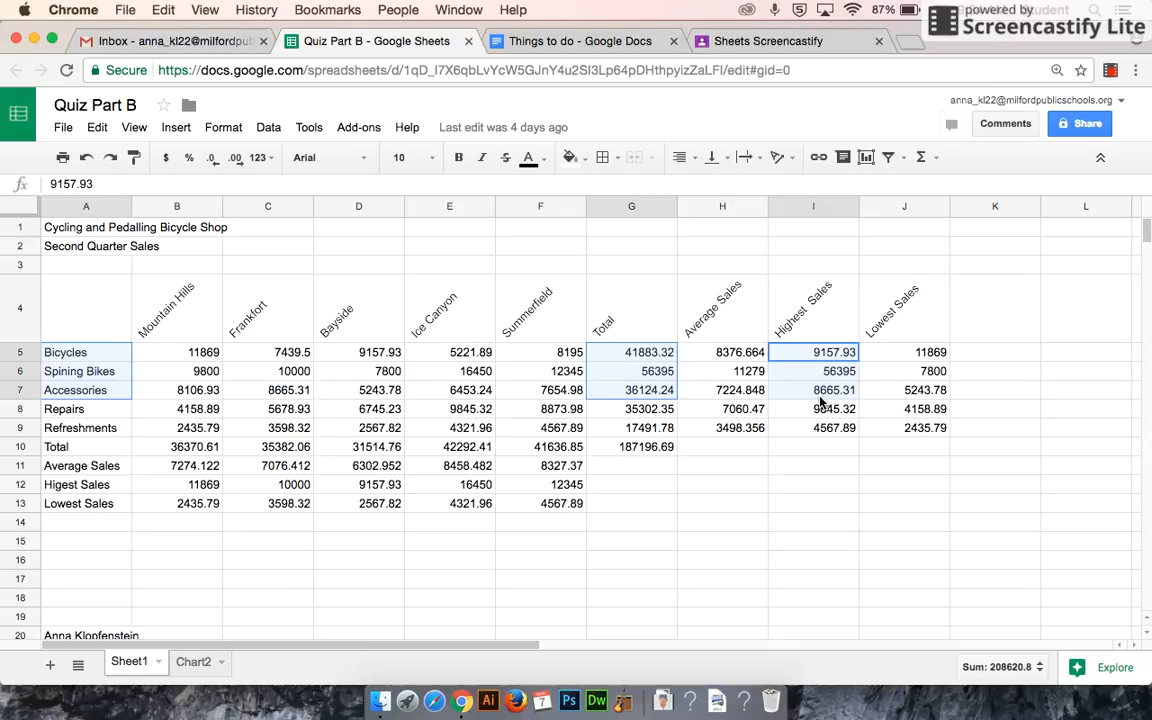 Chrome File Edit View History Bookmarks People Window Help 87% Student
powered by
Screencastify Lite
Inbox - anna_kl22@milfordpub
Quiz Part B - Google Sheets
Things to do - Google Docs
Sheets Screencastify
Secure https://docs.google.com/spreadsheets/d/1qD_I7X6qbLvYcW5GJnY4u2SI3Lp64pDHthpyizZaLFI/edit#gid=0
Quiz Part B
anna_kl22@milfordpublicschools.org
File Edit View Insert Format Data Tools Add-ons Help Last edit was 4 days ago
Comments Share
$ % .0 .00 123 Arial 10 B I S A Σ
fx 9157.93
A B C D E F G H I J K L
1 Cycling and Pedalling Bicycle Shop
2 Second Quarter Sales
3
4 Mountain Hills Frankfort Bayside Ice Canyon Summerfield Total Average Sales Highest Sales Lowest Sales
5 Bicycles 11869 7439.5 9157.93 5221.89 8195 41883.32 8376.664 9157.93 11869
6 Spining Bikes 9800 10000 7800 16450 12345 56395 11279 56395 7800
7 Accessories 8106.93 8665.31 5243.78 6453.24 7654.98 36124.24 7224.848 8665.31 5243.78
8 Repairs 4158.89 5678.93 6745.23 9845.32 8873.98 35302.35 7060.47 9845.32 4158.89
9 Refreshments 2435.79 3598.32 2567.82 4321.96 4567.89 17491.78 3498.356 4567.89 2435.79
10 Total 36370.61 35382.06 31514.76 42292.41 41636.85 187196.69
11 Average Sales 7274.122 7076.412 6302.952 8458.482 8327.37
12 Higest Sales 11869 10000 9157.93 16450 12345
13 Lowest Sales 2435.79 3598.32 2567.82 4321.96 4567.89
14
15
16
17
18
19
20 Anna Klopfenstein
Sheet1 Chart2
Sum: 208620.8
Explore
Ai 7 Ps Dw ? ?